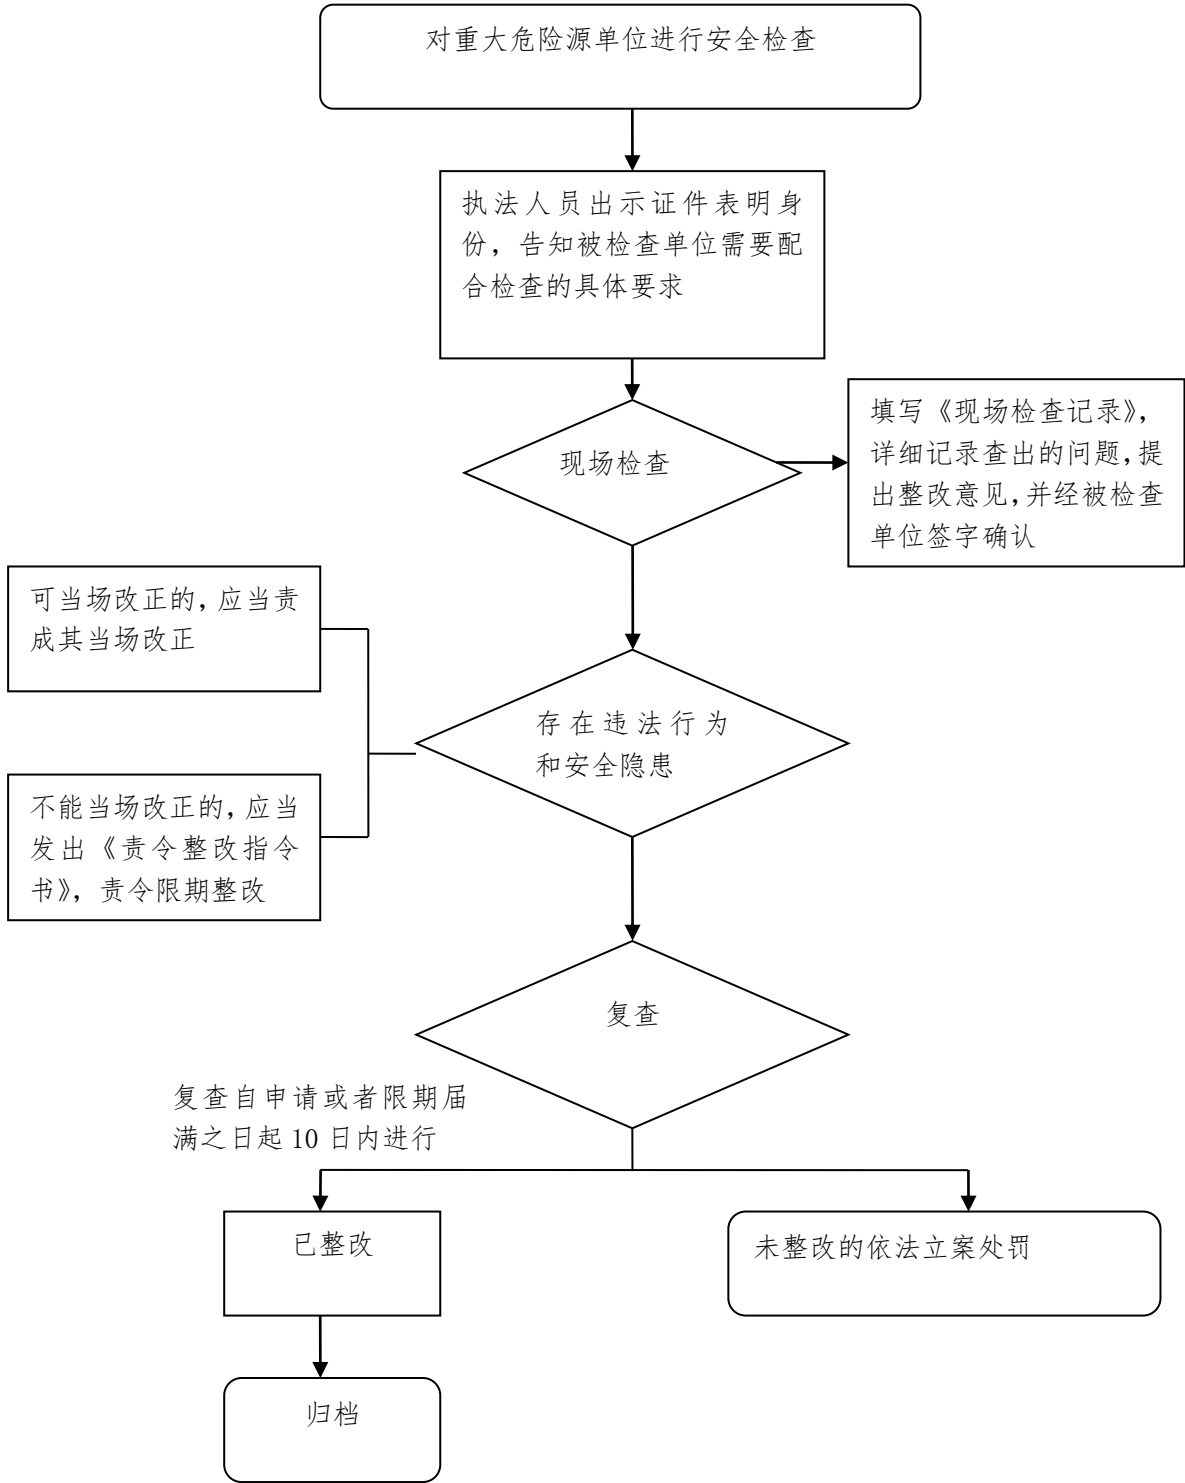 对重大危险源单位进行安全检查
执法人员出示证件表明身
份，告知被检查单位需要配
合检查的具体要求
现场检查
填写《现场检查记录》，
详细记录查出的问题，提
出整改意见，并经被检查
单位签字确认
可当场改正的，应当责
成其当场改正
存在违法行为
和安全隐患
不能当场改正的，应当
发出《责令整改指令
书》，责令限期整改
复查
复查自申请或者限期届
满之日起 10 日内进行
已整改
未整改的依法立案处罚
归档